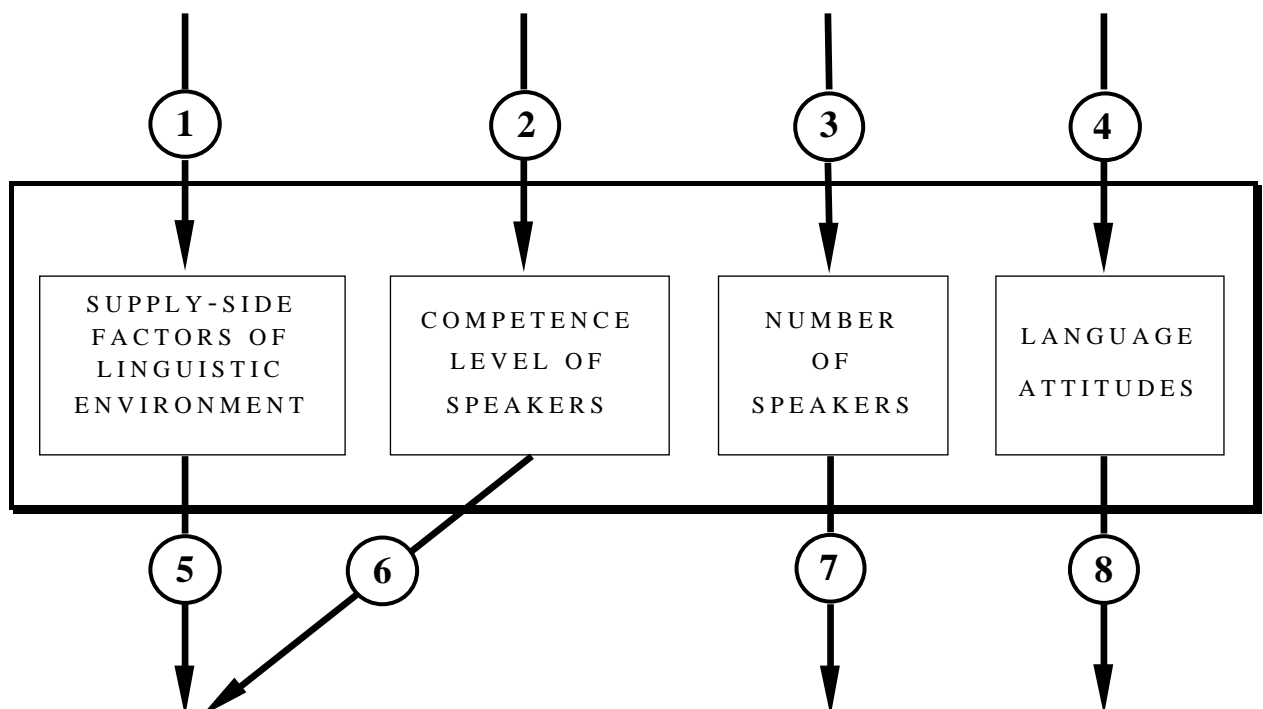 1 2 3 4
SUPPLY-SIDE
FACTORS OF
LINGUISTIC
ENVIRONMENT
COMPETENCE
LEVEL OF
SPEAKERS
NUMBER
OF
SPEAKERS
LANGUAGE
ATTITUDES
5 6 7 8